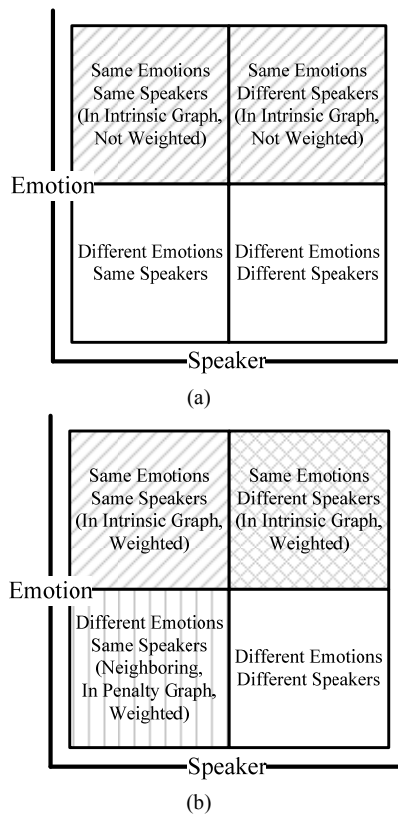 Same Emotions
Same Speakers
(In Intrinsic Graph,
Not Weighted)
Same Emotions
Different Speakers
(In Intrinsic Graph,
Not Weighted)
Emotion
Different Emotions
Same Speakers
Different Emotions
Different Speakers
Speaker
(a)
Same Emotions
Same Speakers
(In Intrinsic Graph,
Weighted)
Same Emotions
Different Speakers
(In Intrinsic Graph,
Weighted)
Emotion
Different Emotions
Same Speakers
(Neighboring,
In Penalty Graph,
Weighted)
Different Emotions
Different Speakers
Speaker
(b)